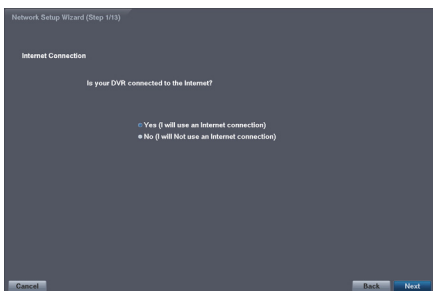 Network Setup Wizard (Step 1/13)
Internet Connection
Is your DVR connected to the Internet?
Yes (I will use an Internet connection)
No (I will Not use an Internet connection)
Cancel
Back
Next